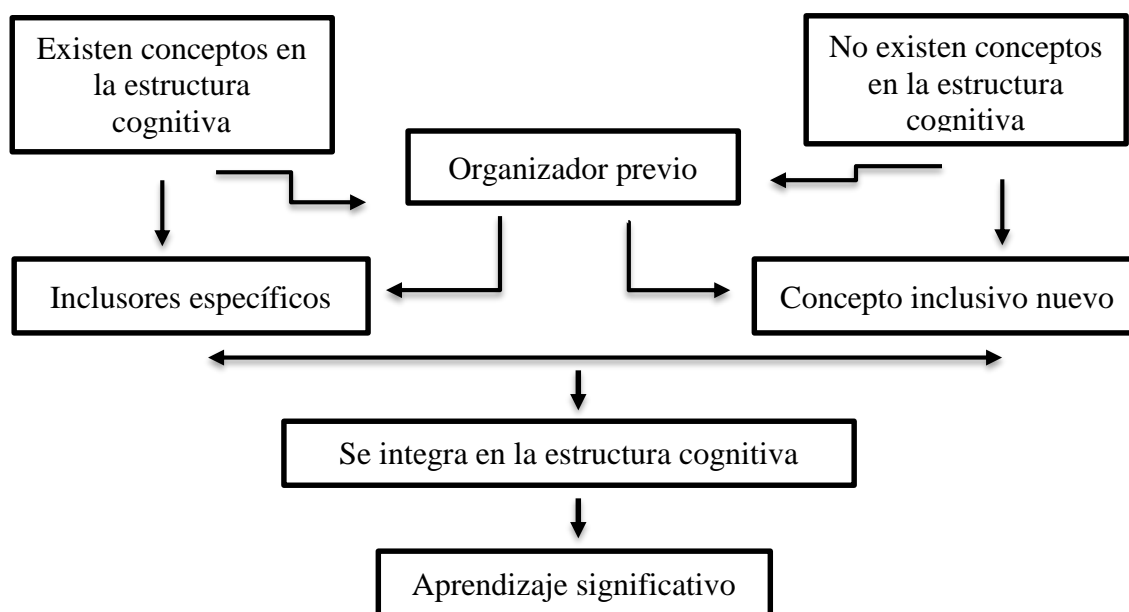 Existen conceptos en
la estructura
cognitiva
No existen conceptos
en la estructura
cognitiva
Organizador previo
Inclusores específicos
Concepto inclusivo nuevo
Se integra en la estructura cognitiva
Aprendizaje significativo